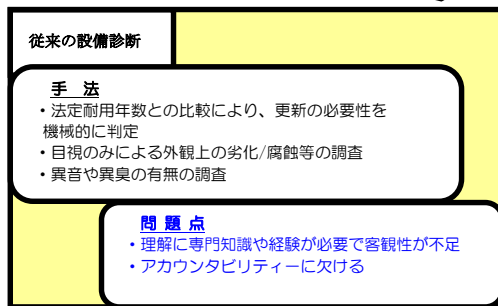 従来の設備診断
手 法
・法定耐用年数との比較により、更新の必要性を
機械的に判定
・目視のみによる外観上の劣化/腐蝕等の調査
・異音や異臭の有無の調査
問 題 点
・理解に専門知識や経験が必要で客観性が不足
・アカウンタビリティーに欠ける